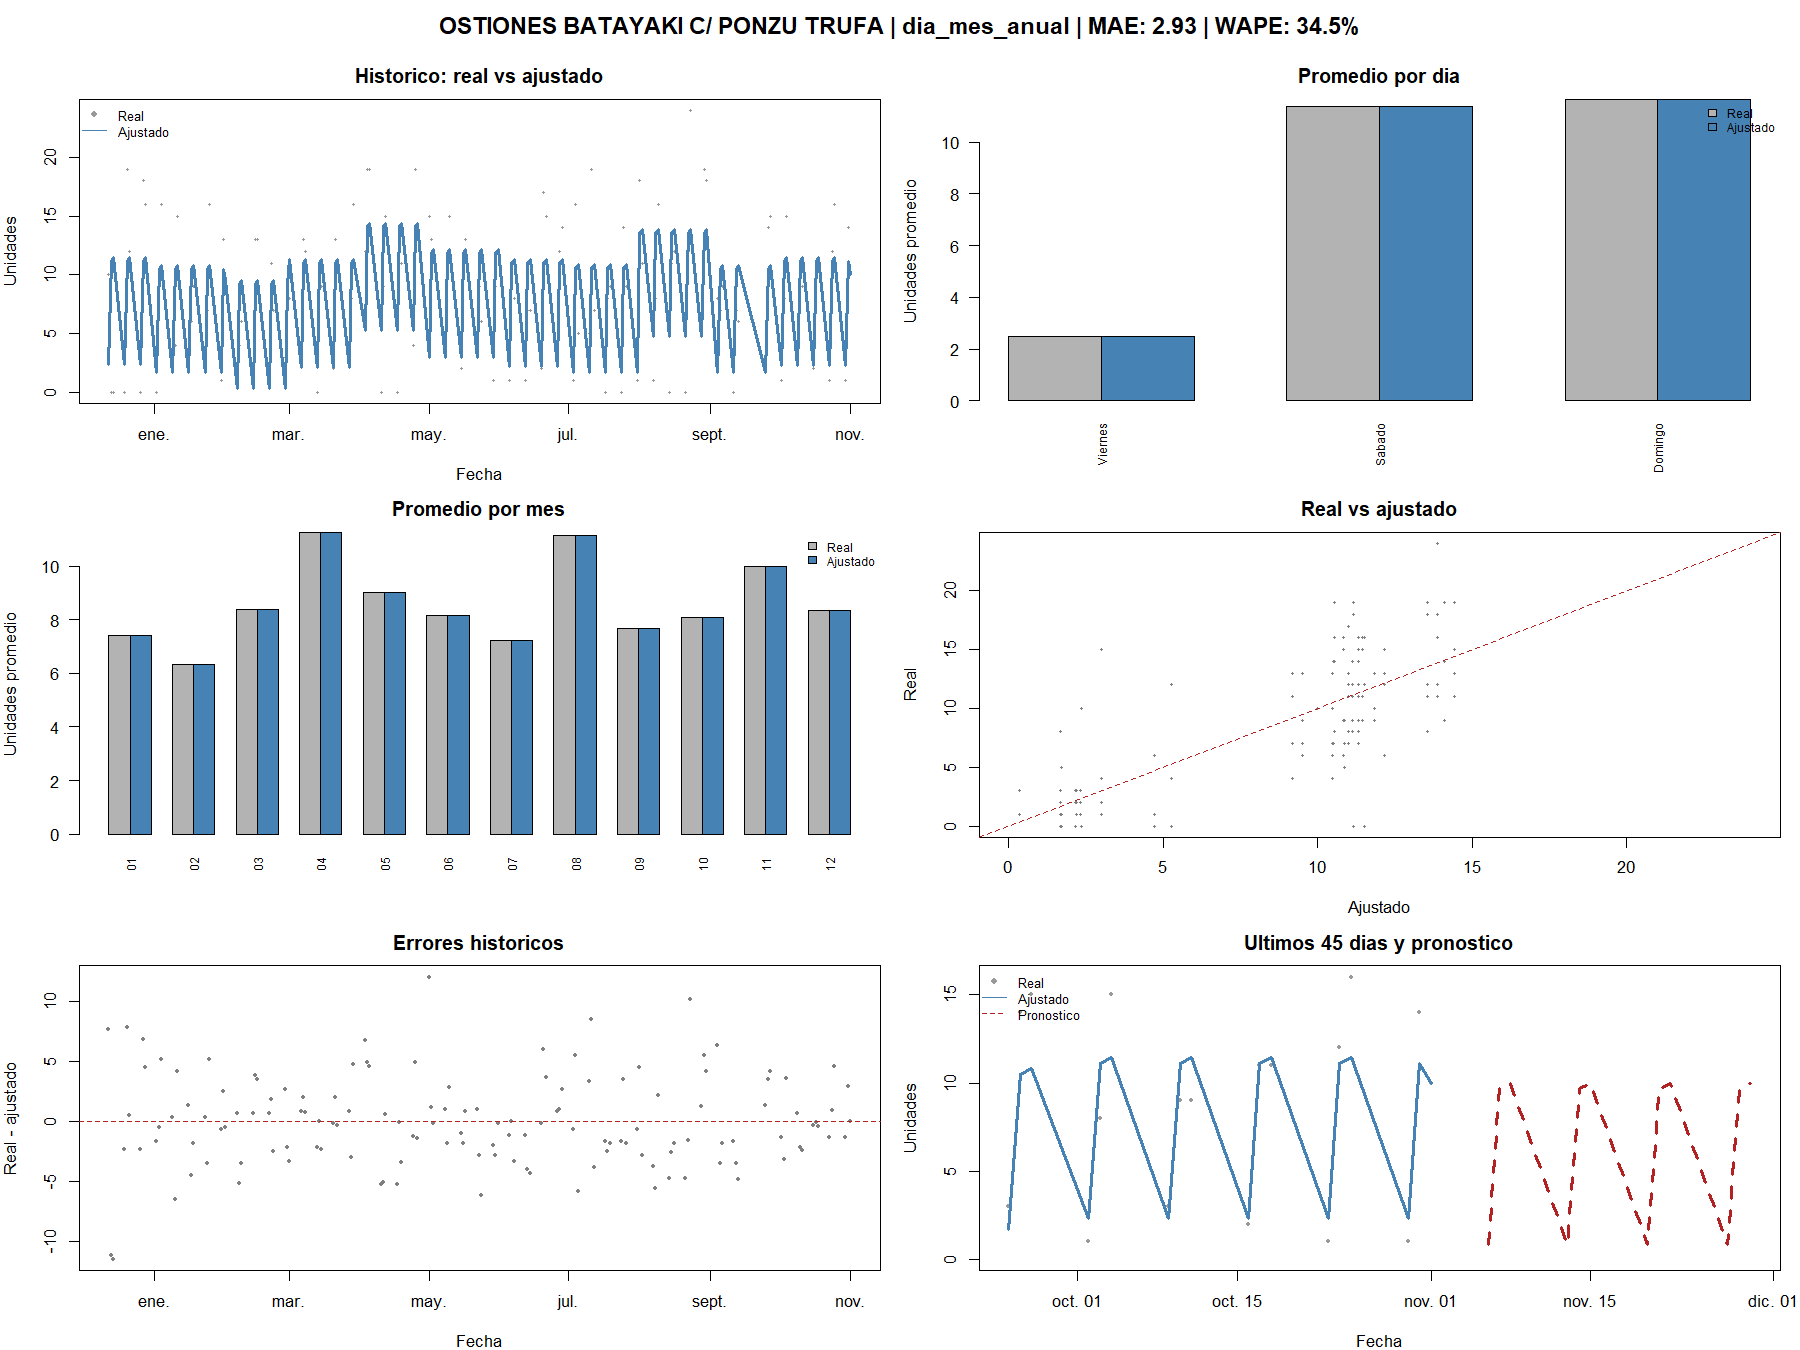 OSTIONES BATAYAKI C/ PONZU TRUFA | dia_mes_anual | MAE: 2.93 | WAPE: 34.5%
Historico: real vs ajustado
Real
Ajustado
Unidades
0
5
10
15
20
ene.
mar.
may.
jul.
sept.
nov.
Fecha
Promedio por dia
Real
Ajustado
Unidades promedio
0
2
4
6
8
10
Viernes
Sabado
Domingo
Promedio por mes
Real
Ajustado
Unidades promedio
0
2
4
6
8
10
01
02
03
04
05
06
07
08
09
10
11
12
Real vs ajustado
Real
0
5
10
15
20
0
5
10
15
20
Ajustado
Errores historicos
Real - ajustado
-10
-5
0
5
10
ene.
mar.
may.
jul.
sept.
nov.
Fecha
Ultimos 45 dias y pronostico
Real
Ajustado
Pronostico
Unidades
0
5
10
15
oct. 01
oct. 15
nov. 01
nov. 15
dic. 01
Fecha